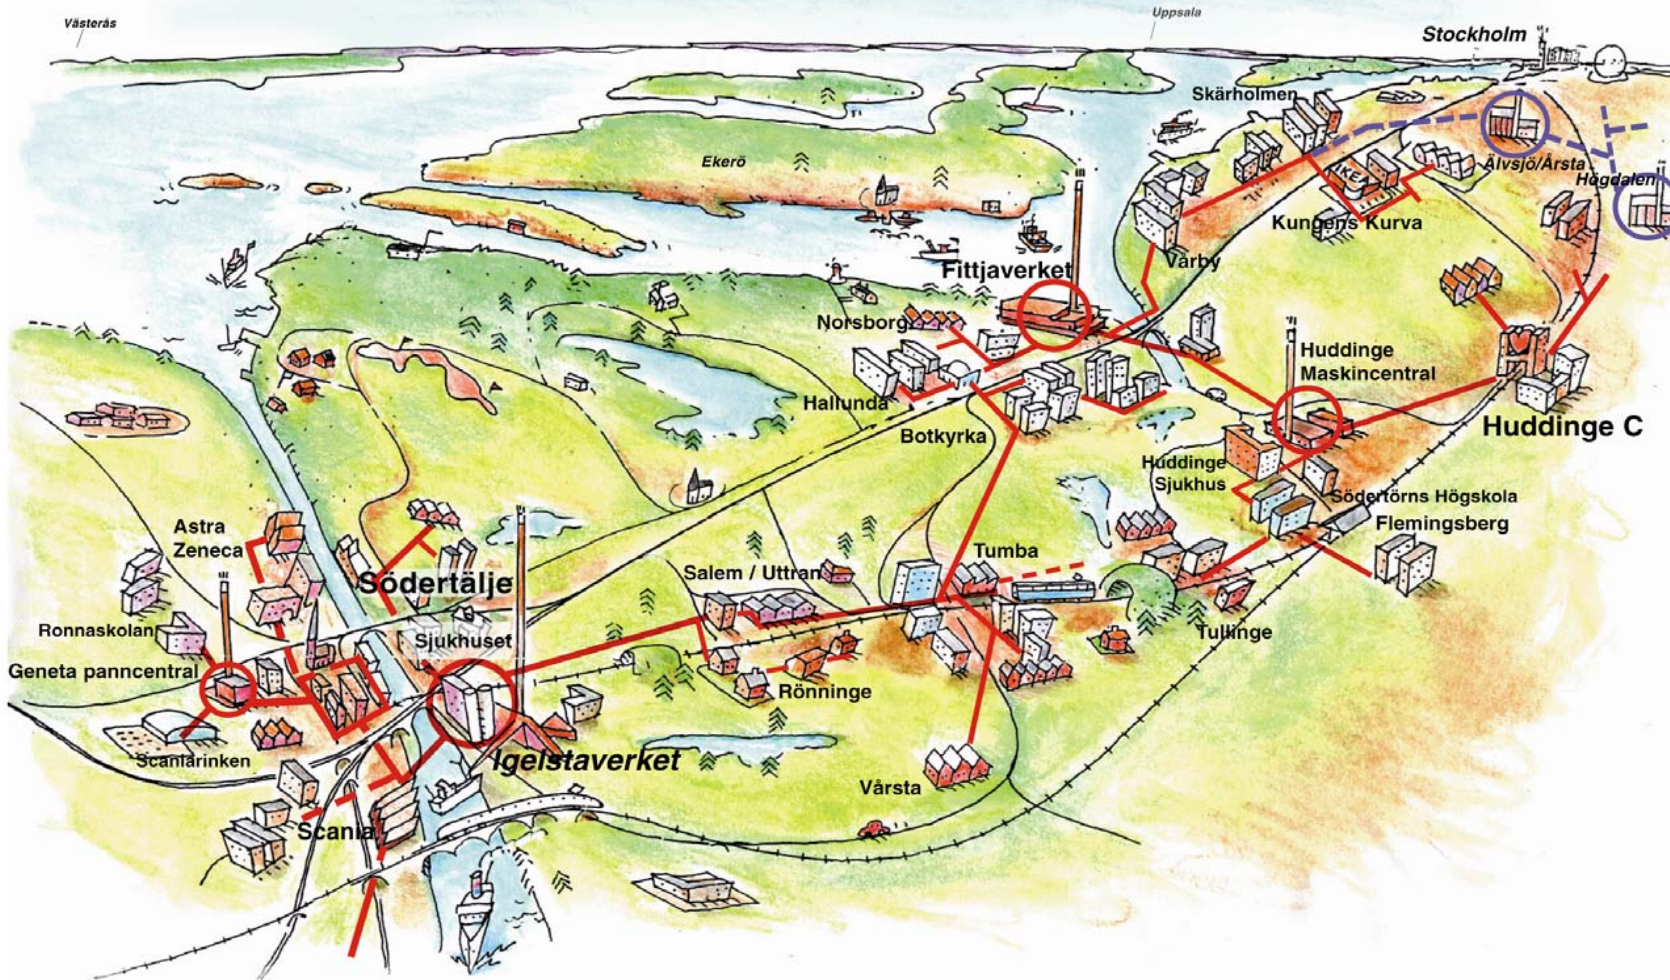 Västerås
Uppsala
Stockholm
Skärholmen
Ekerö
IKEA
Älvsjö/Årsta
Högdalen
Kungens Kurva
Vårby
Fittjaverket
Norsborg
Huddinge
Maskincentral
Hallunda
Botkyrka
Huddinge C
Huddinge
Sjukhus
Södertörns Högskola
Flemingsberg
Astra
Zeneca
Tumba
Salem / Uttran
Södertälje
Ronnaskolan
Sjukhuset
Tullinge
Geneta panncentral
Rönninge
Scaniarinken
Igelstaverket
Vårsta
Scania